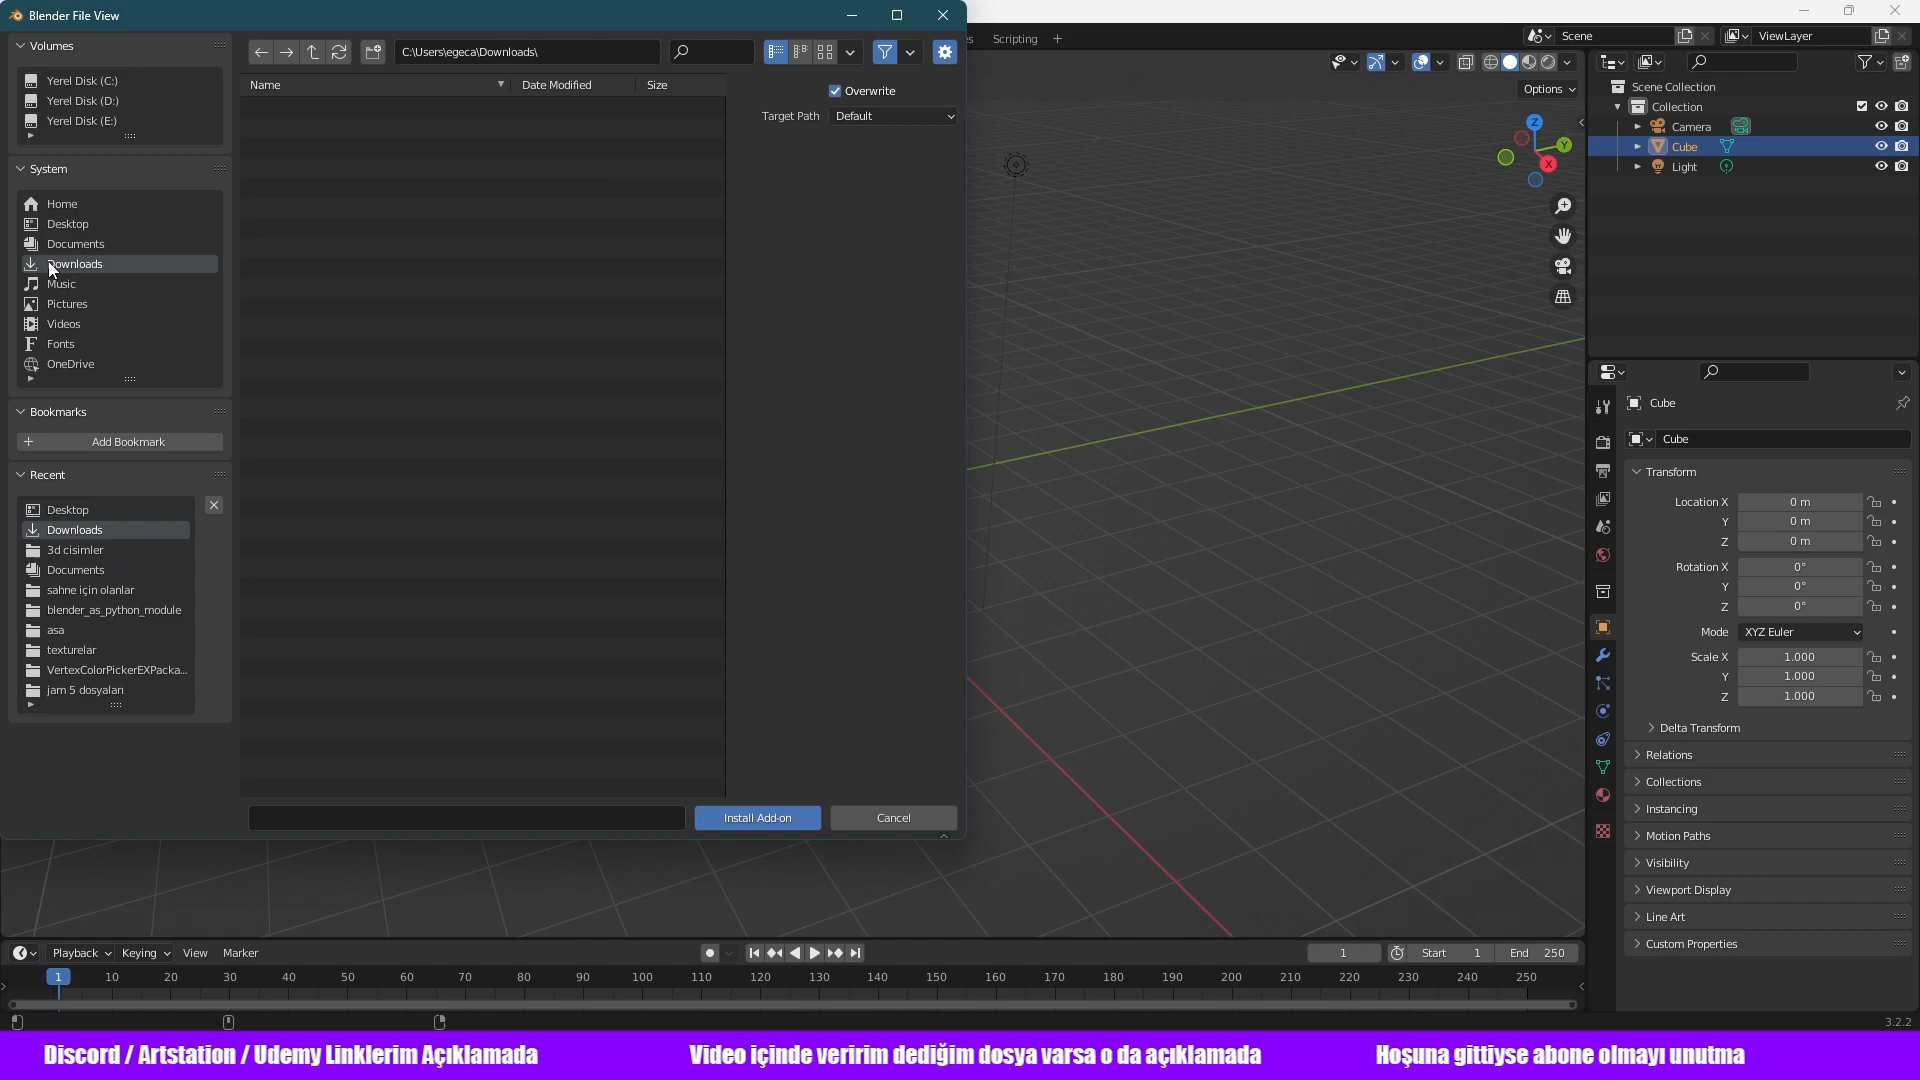 Blender File View
Volumes
Yerel Disk (C:)
Yerel Disk (D:)
Yerel Disk (E:)
System
Home
Desktop
Documents
Downloads
Music
Pictures
Videos
Fonts
OneDrive
Bookmarks
Add Bookmark
Recent
Desktop
Downloads
3d cisimler
Documents
sahne için olanlar
blender_as_python_module
asa
texturelar
VertexColorPickerEXPacka...
jam 5 dosyaları
C:\Users\egeca\Downloads\
Name Date Modified Size
Overwrite
Target Path Default
Install Add-on Cancel
Scripting +
Scene ViewLayer
Options
Z
Y
X
Scene Collection
Collection
Camera
Cube
Light
Cube
Cube
Transform
Location X 0 m
Y 0 m
Z 0 m
Rotation X 0°
Y 0°
Z 0°
Mode XYZ Euler
Scale X 1.000
Y 1.000
Z 1.000
Delta Transform
Relations
Collections
Instancing
Motion Paths
Visibility
Viewport Display
Line Art
Custom Properties
Playback Keying View Marker 1 Start 1 End 250
1 10 20 30 40 50 60 70 80 90 100 110 120 130 140 150 160 170 180 190 200 210 220 230 240 250
3.2.2
Discord / Artstation / Udemy Linklerim Açıklamada Video içinde veririm dediğim dosya varsa o da açıklamada Hoşuna gittiyse abone olmayı unutma